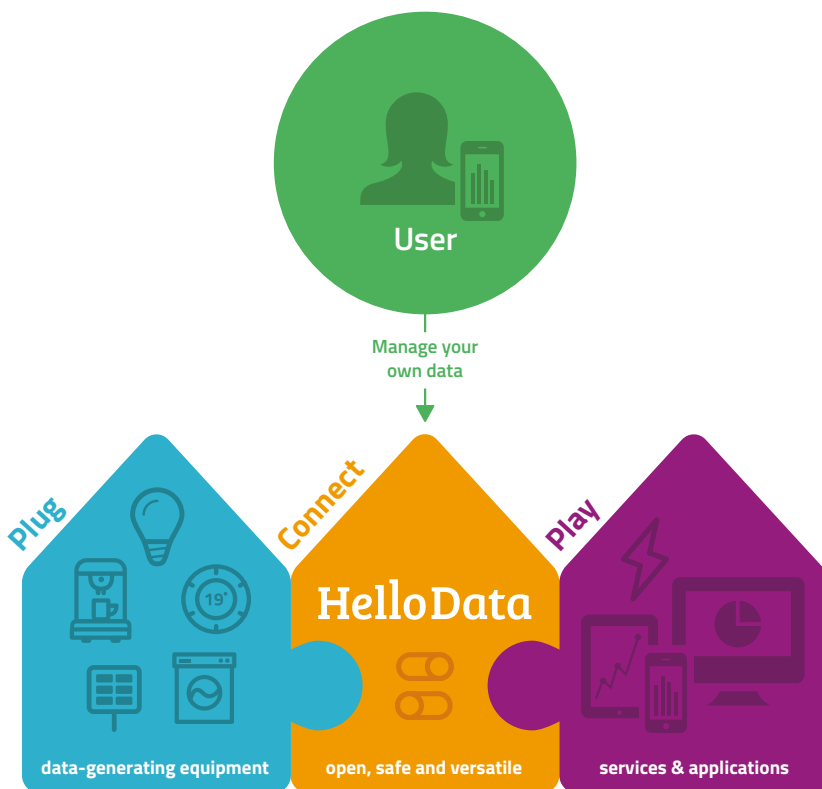 User
Manage your
own data
Plug
Connect
Play
19°
HelloData
data-generating equipment
open, safe and versatile
services & applications